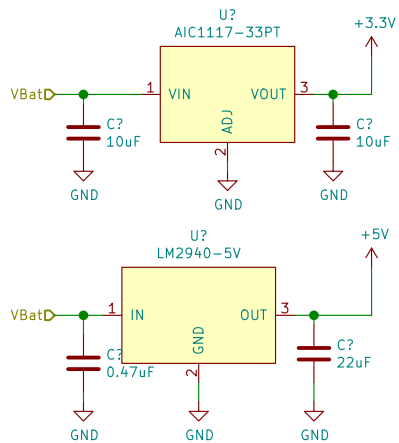 U?
AIC1117-33PT
+3.3V
VBat
1
VIN
VOUT
3
ADJ
2
C?
10uF
C?
10uF
GND
GND
GND
U?
LM2940-5V
+5V
VBat
1
IN
OUT
3
GND
2
C?
0.47uF
C?
22uF
GND
GND
GND